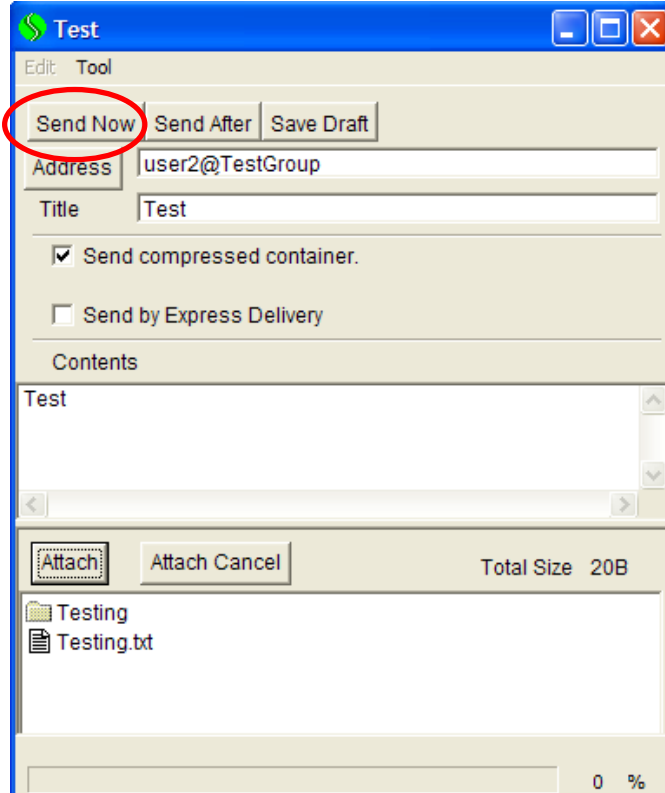 Test
Edit Tool
Send Now Send After Save Draft
Address user2@TestGroup
Title Test
Send compressed container.
Send by Express Delivery
Contents
Test
Attach Attach Cancel Total Size 20B
Testing
Testing.txt
0 %